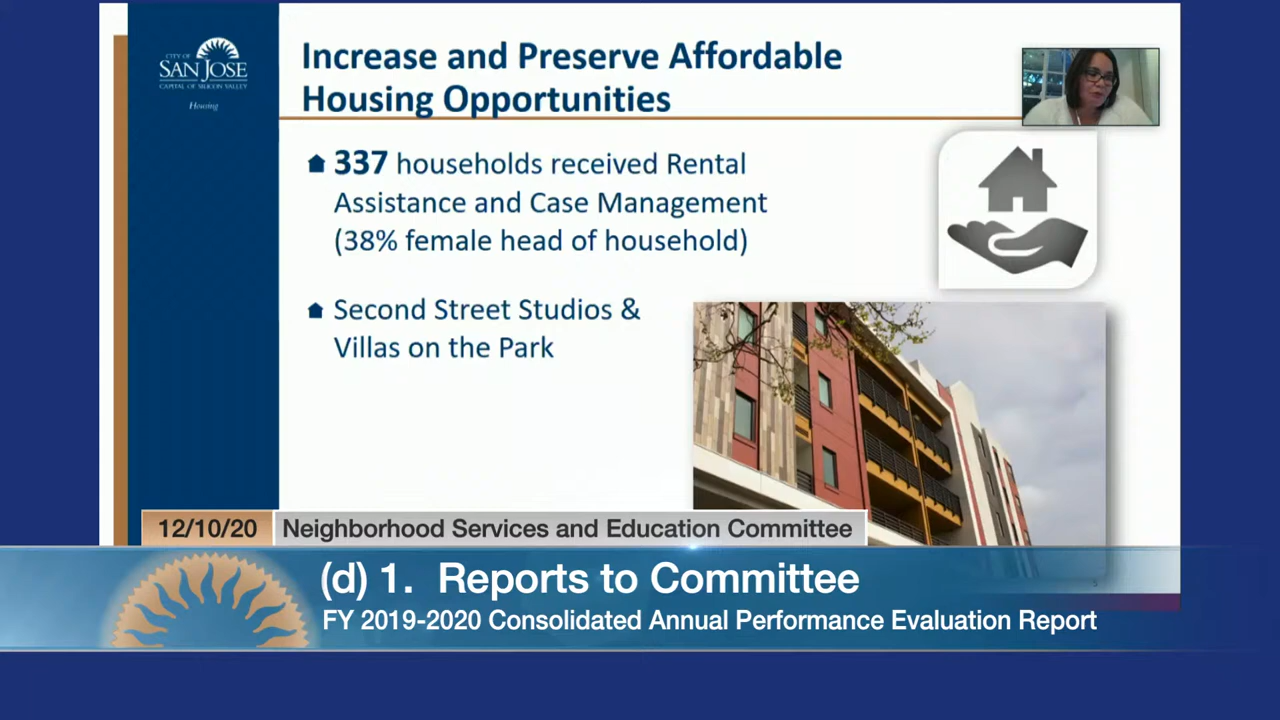 CITY OF
SAN JOSE
CAPITAL OF SILICON VALLEY
Housing
Increase and Preserve Affordable
Housing Opportunities
337 households received Rental
Assistance and Case Management
(38% female head of household)
Second Street Studios &
Villas on the Park
5
12/10/20 Neighborhood Services and Education Committee
(d) 1. Reports to Committee
FY 2019-2020 Consolidated Annual Performance Evaluation Report